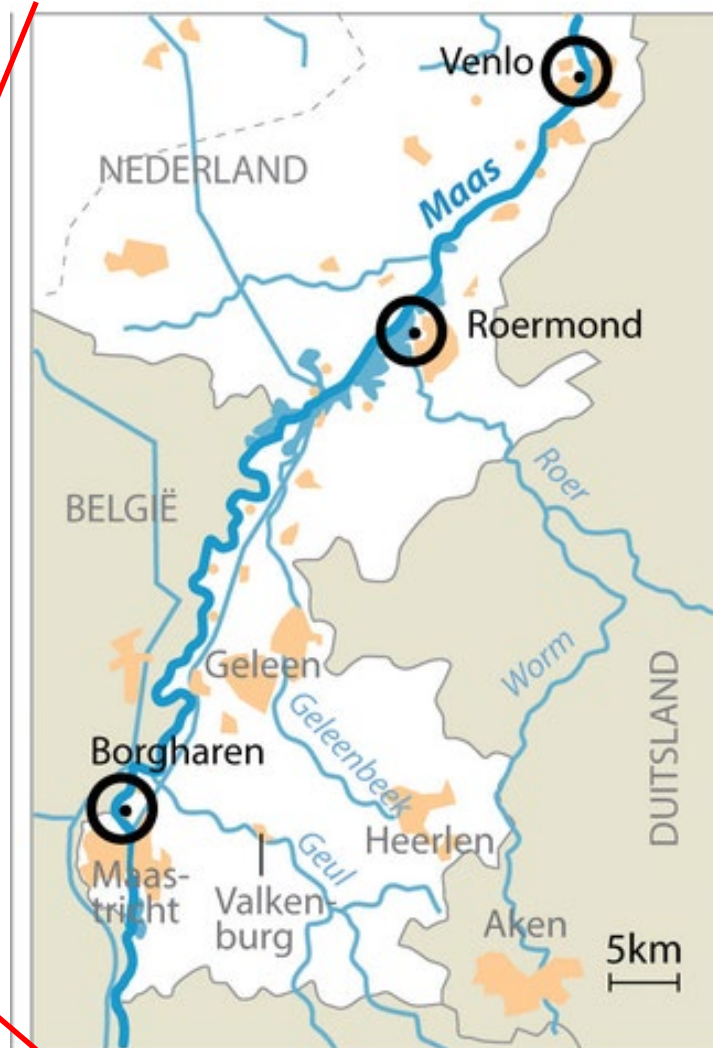 Venlo
NEDERLAND
Maas
Roermond
Roer
BELGIË
Worm
Geleen
DUITSLAND
Geleenbeek
Borgharen
Heerlen
Geul
Maas-
tricht
Valken-
burg
Aken
5km